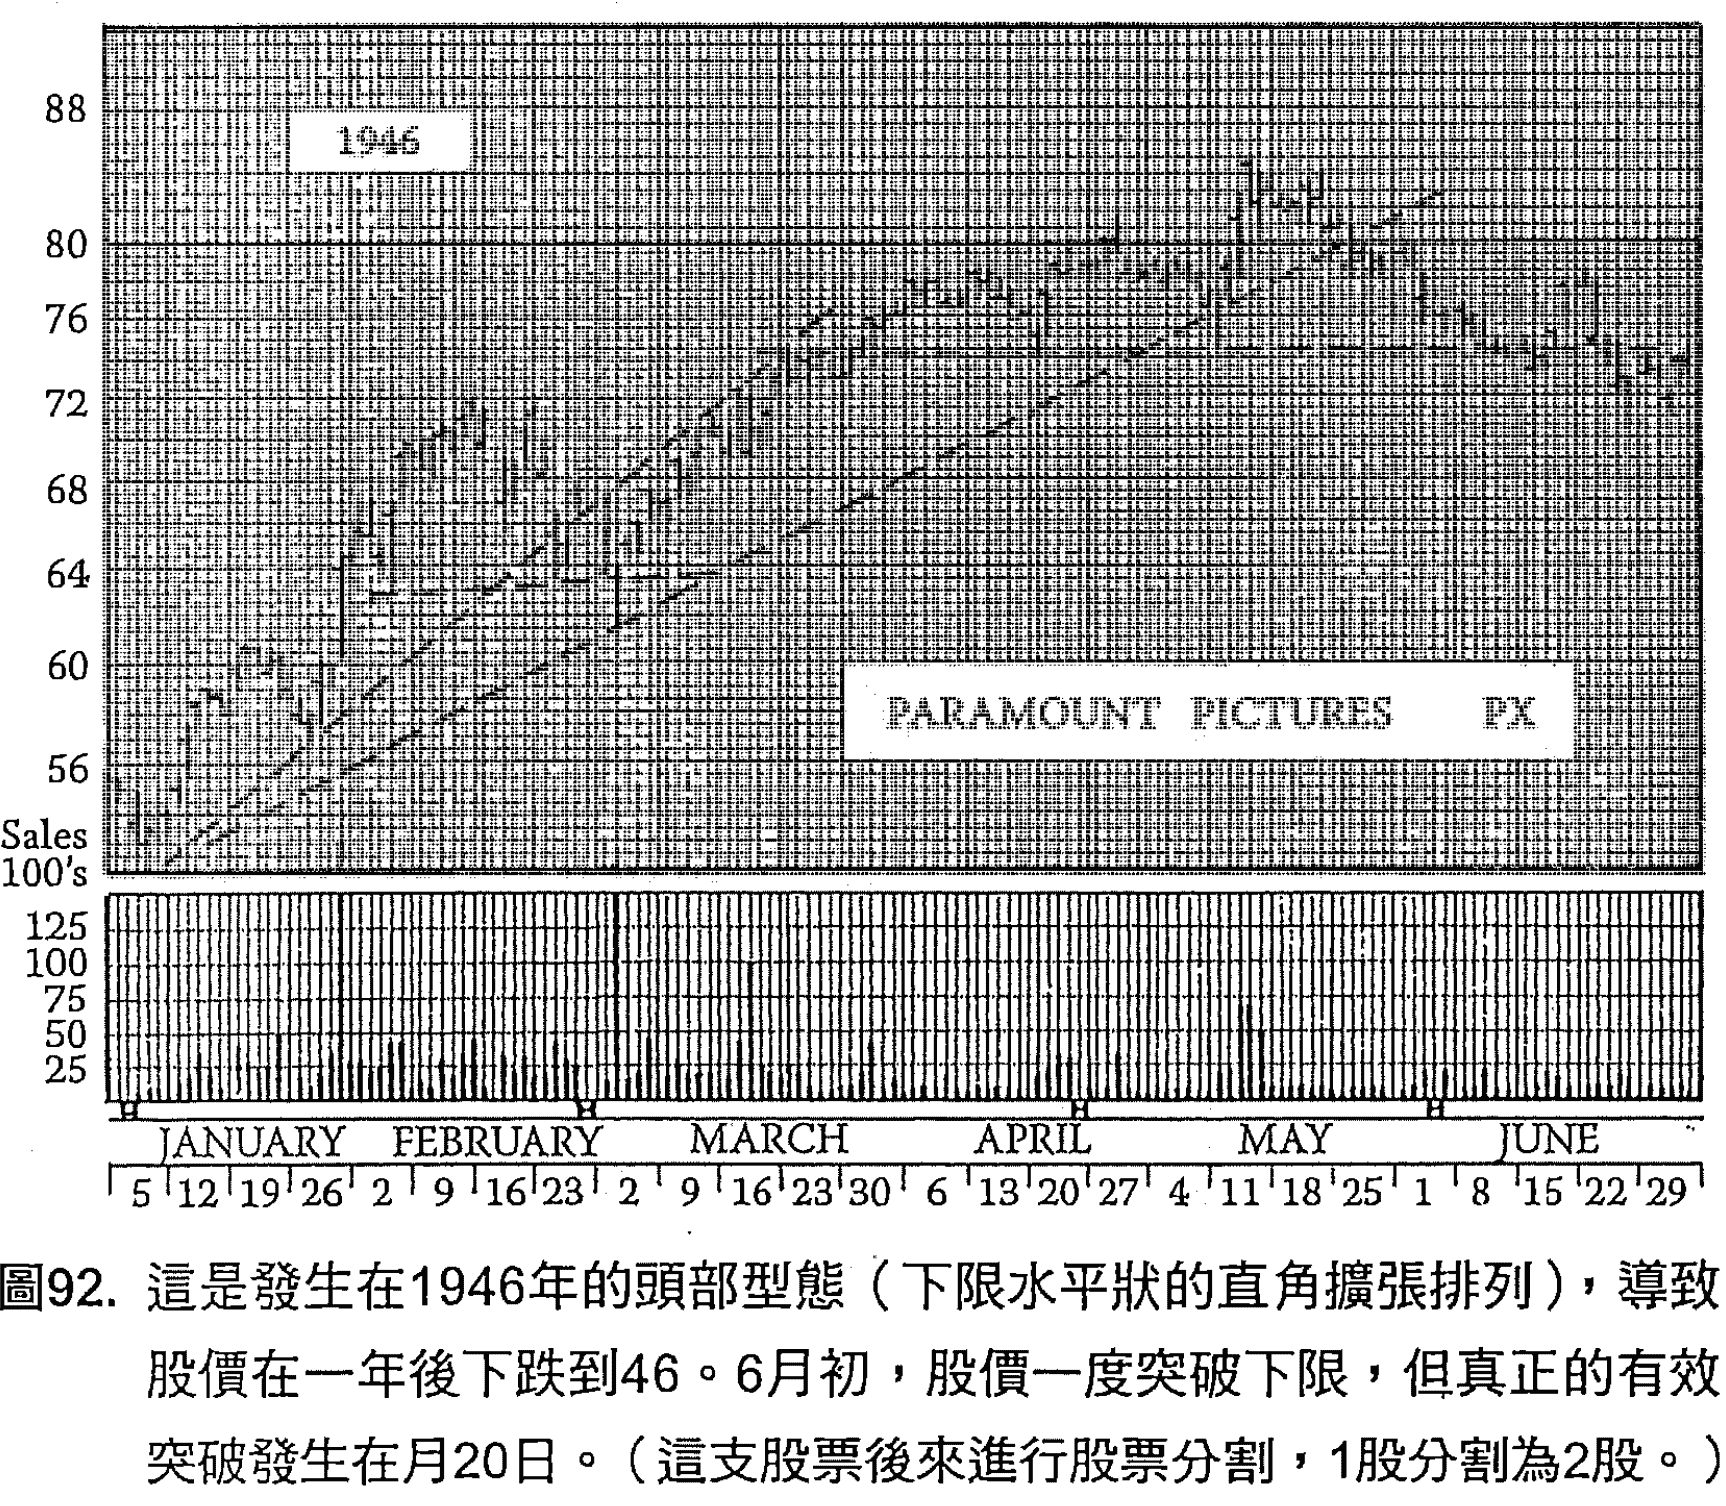 88
1946
80
76
72
68
64
60
PARAMOUNT PICTURES PX
56
Sales
100's
125
100
75
50
25
H H H H
JANUARY FEBRUARY MARCH APRIL MAY JUNE
5 12 19 26 2 9 16 23 2 9 16 23 30 6 13 20 27 4 11 18 25 1 8 15 22 29
圖92. 這是發生在1946年的頭部型態（下限水平狀的直角擴張排列），導致
股價在一年後下跌到46。6月初，股價一度突破下限，但真正的有效
突破發生在月20日。（這支股票後來進行股票分割，1股分割為2股。）